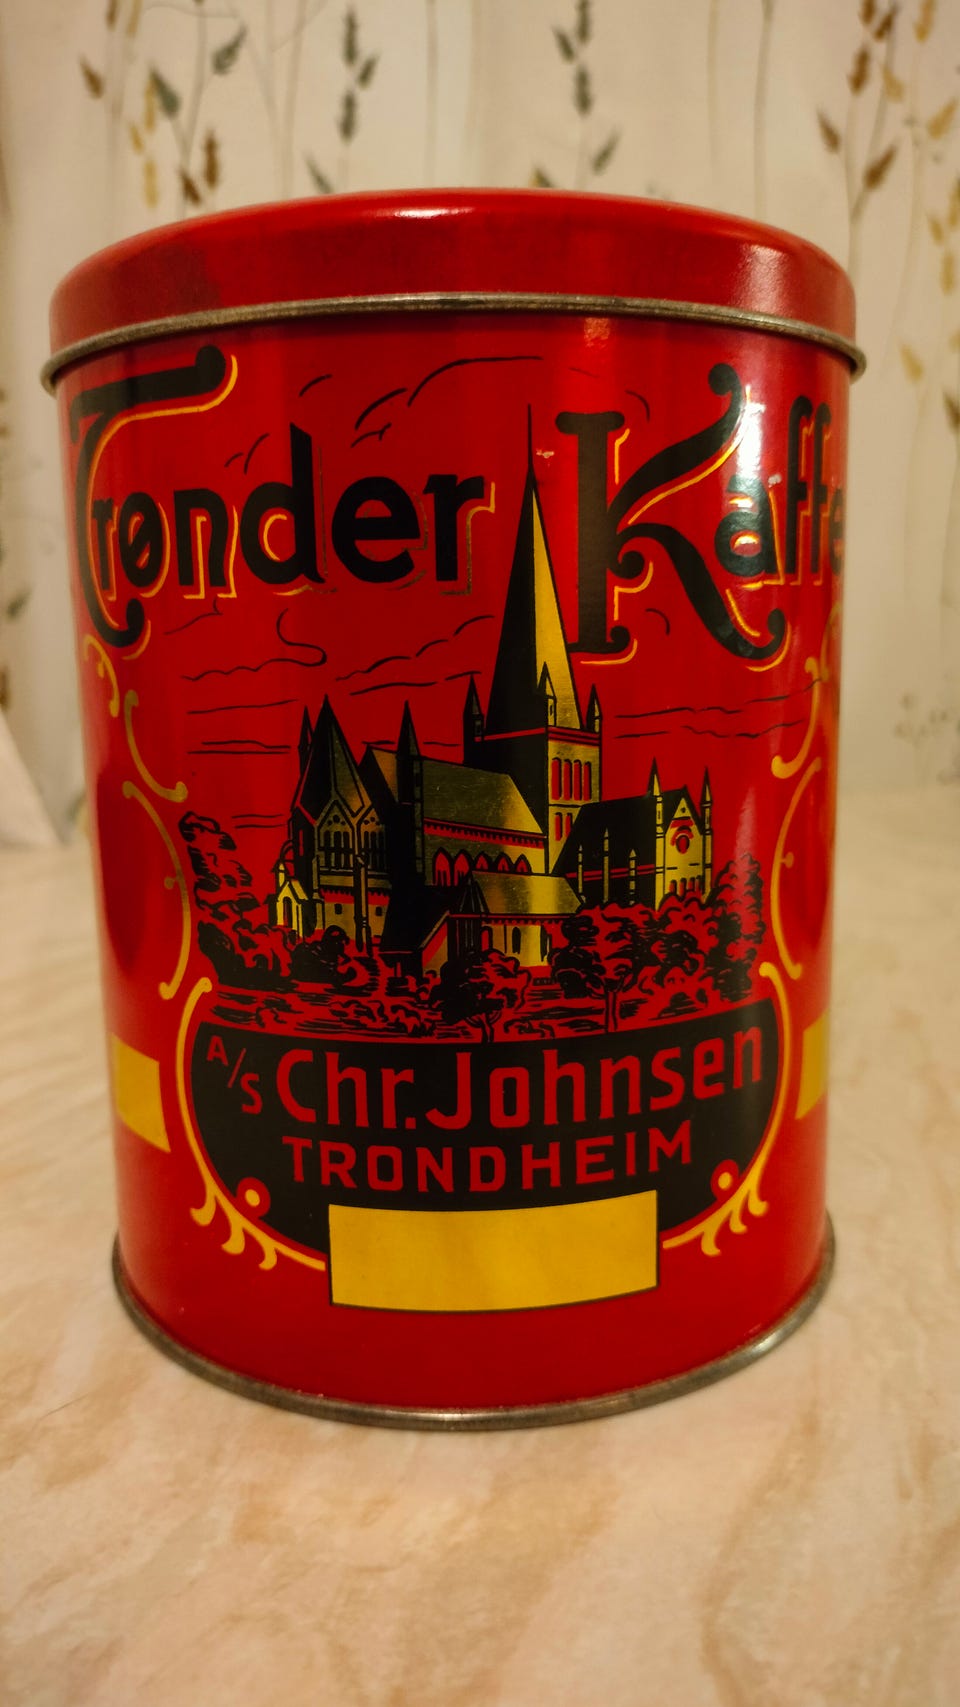 Trønder Kaffe
A/S Chr. Johnsen
TRONDHEIM